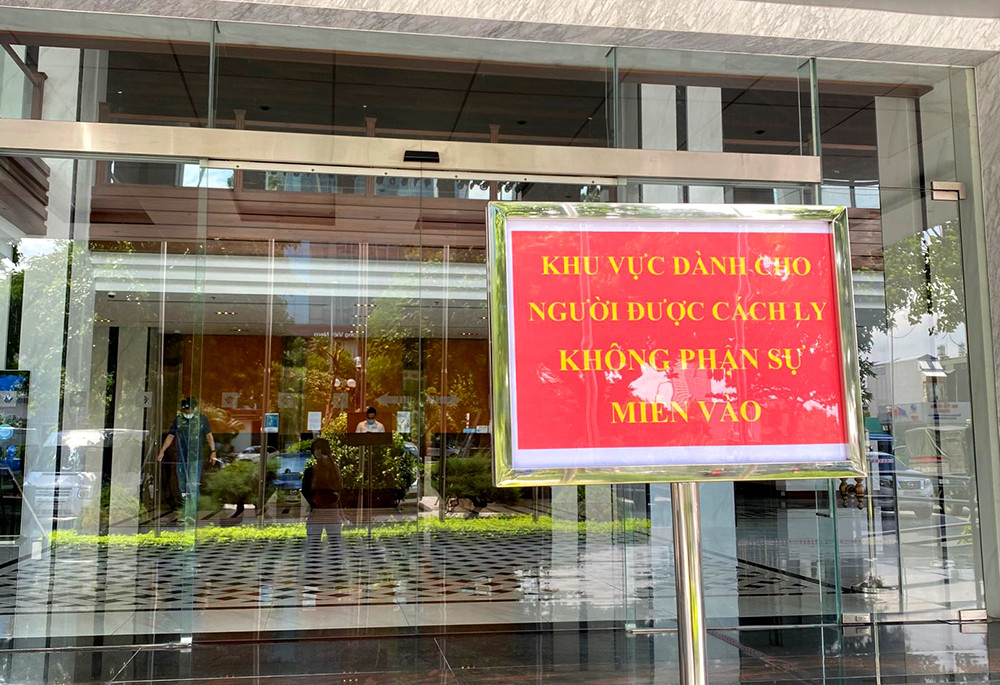 KHU VỰC DÀNH CHO
NGƯỜI ĐƯỢC CÁCH LY
KHÔNG PHẬN SỰ
MIỄN VÀO